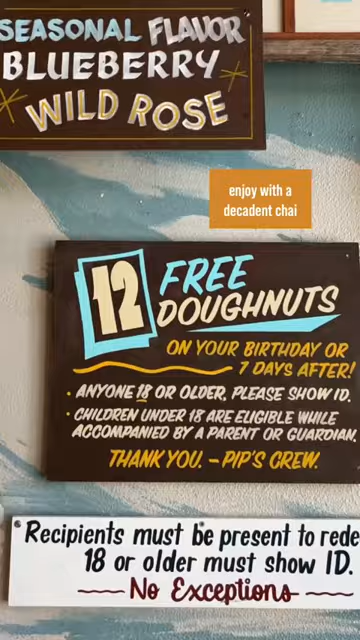 SEASONAL FLAVOR
BLUEBERRY
WILD ROSE
enjoy with a
decadent chai
12 FREE
DOUGHNUTS
ON YOUR BIRTHDAY OR
7 DAYS AFTER!
• ANYONE 18 OR OLDER, PLEASE SHOW ID.
• CHILDREN UNDER 18 ARE ELIGIBLE WHILE
ACCOMPANIED BY A PARENT OR GUARDIAN.
THANK YOU. – PIP'S CREW.
Recipients must be present to rede
18 or older must show ID.
No Exceptions